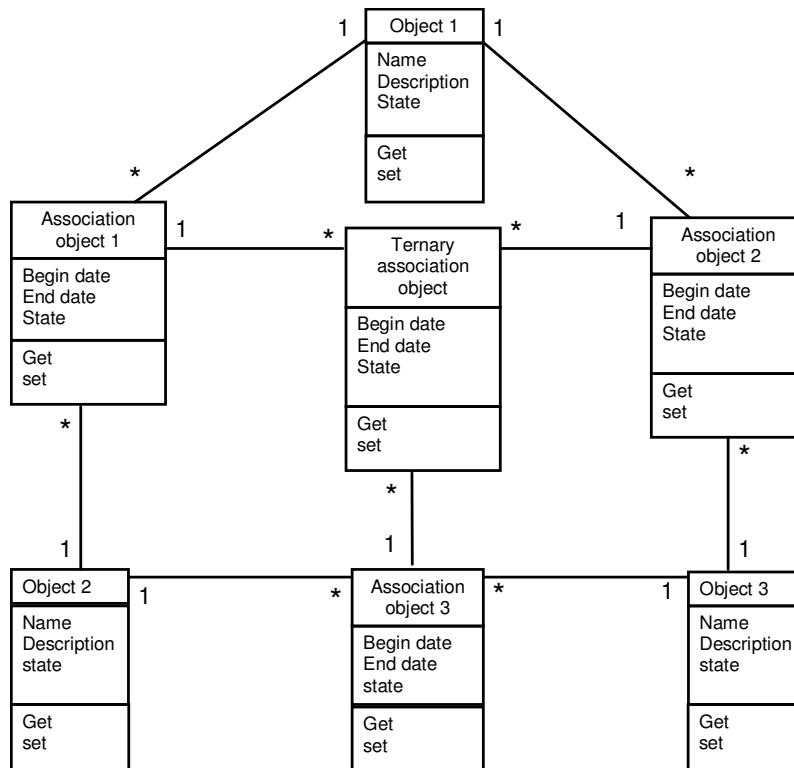 1
Object 1
1
Name
Description
State
Get
set
*
*
Association
object 1
Begin date
End date
State
Get
set
1
*
Ternary
association
object
Begin date
End date
State
Get
set
*
1
Association
object 2
Begin date
End date
State
Get
set
*
*
*
1
1
1
Object 2
Name
Description
state
Get
set
1
*
Association
object 3
Begin date
End date
state
Get
set
*
1
Object 3
Name
Description
state
Get
set